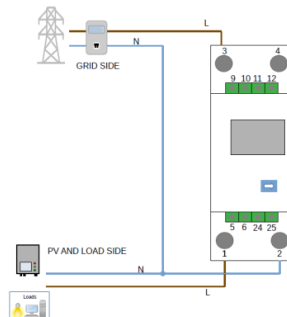 L
N
GRID SIDE
3 4
9 10 11 12
5 6 24 25
1 2
PV AND LOAD SIDE
N
L
LOADS